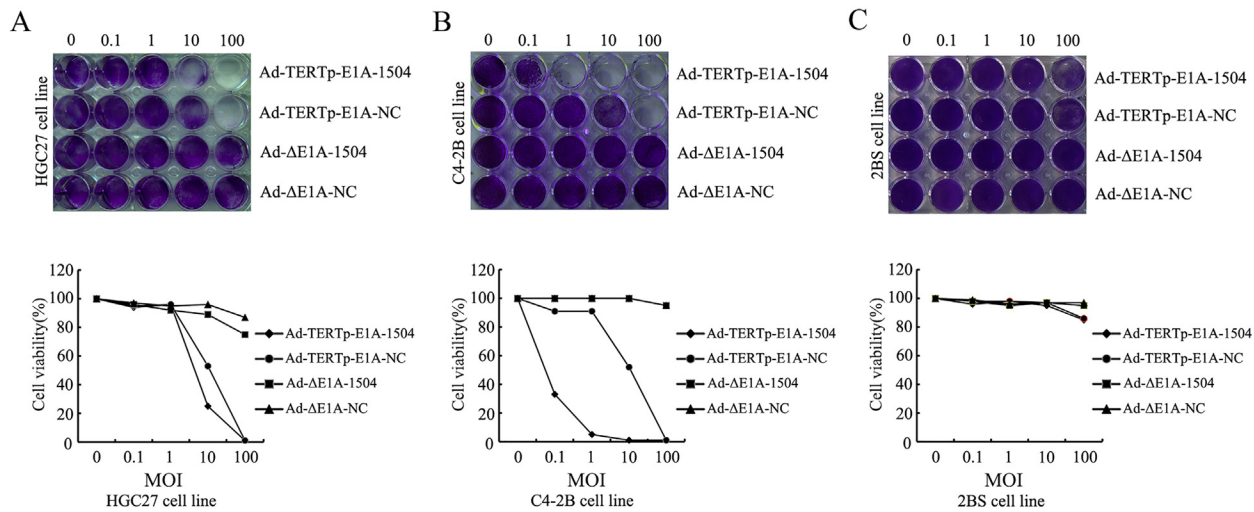 A
0 0.1 1 10 100
HGC27 cell line
Ad-TERTp-E1A-1504
Ad-TERTp-E1A-NC
Ad-ΔE1A-1504
Ad-ΔE1A-NC
120
100
80
60
40
20
0
Cell viability(%)
0 0.1 1 10 100
MOI
HGC27 cell line
Ad-TERTp-E1A-1504
Ad-TERTp-E1A-NC
Ad-ΔE1A-1504
Ad-ΔE1A-NC
B
0 0.1 1 10 100
C4-2B cell line
Ad-TERTp-E1A-1504
Ad-TERTp-E1A-NC
Ad-ΔE1A-1504
Ad-ΔE1A-NC
120
100
80
60
40
20
0
Cell viability(%)
0 0.1 1 10 100
MOI
C4-2B cell line
Ad-TERTp-E1A-1504
Ad-TERTp-E1A-NC
Ad-ΔE1A-1504
Ad-ΔE1A-NC
C
0 0.1 1 10 100
2BS cell line
Ad-TERTp-E1A-1504
Ad-TERTp-E1A-NC
Ad-ΔE1A-1504
Ad-ΔE1A-NC
120
100
80
60
40
20
0
Cell viability(%)
0 0.1 1 10 100
MOI
2BS cell line
Ad-TERTp-E1A-1504
Ad-TERTp-E1A-NC
Ad-ΔE1A-1504
Ad-ΔE1A-NC